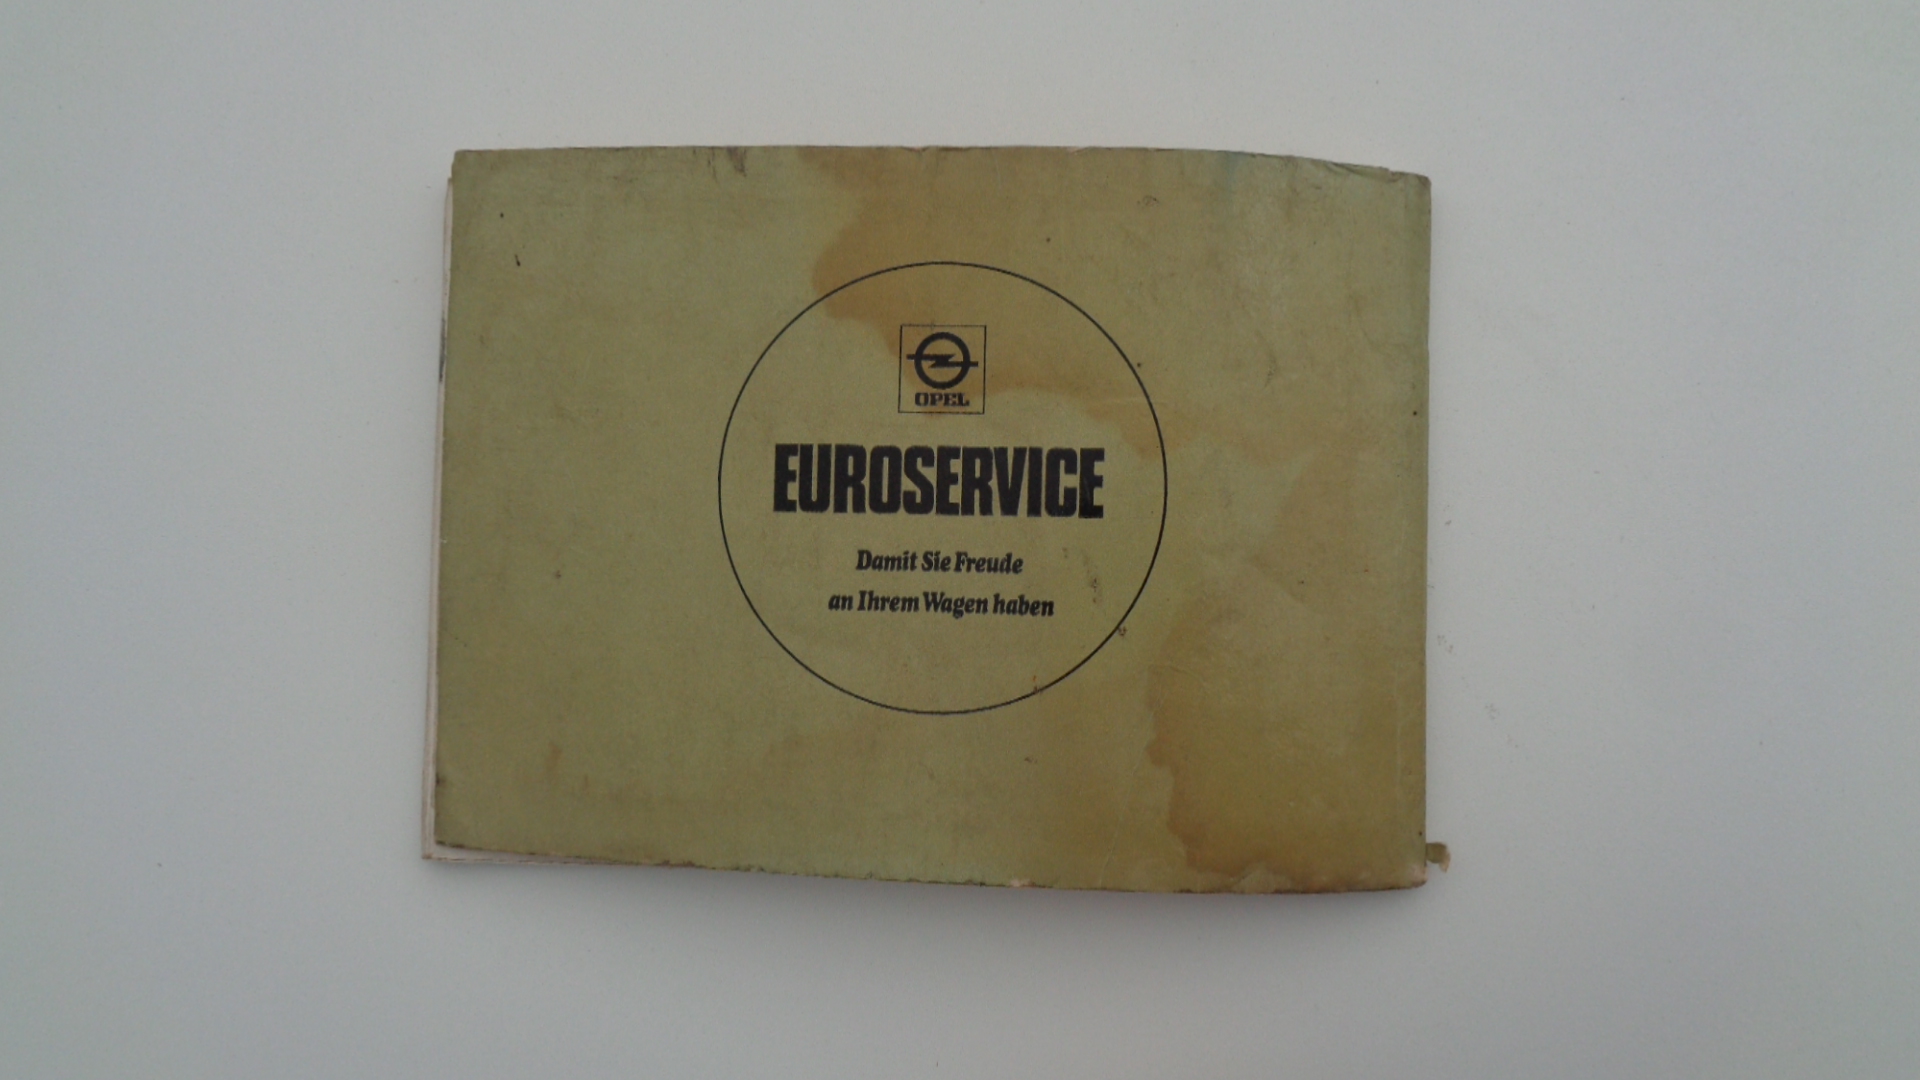 OPEL
EUROSERVICE
Damit Sie Freude
an Ihrem Wagen haben